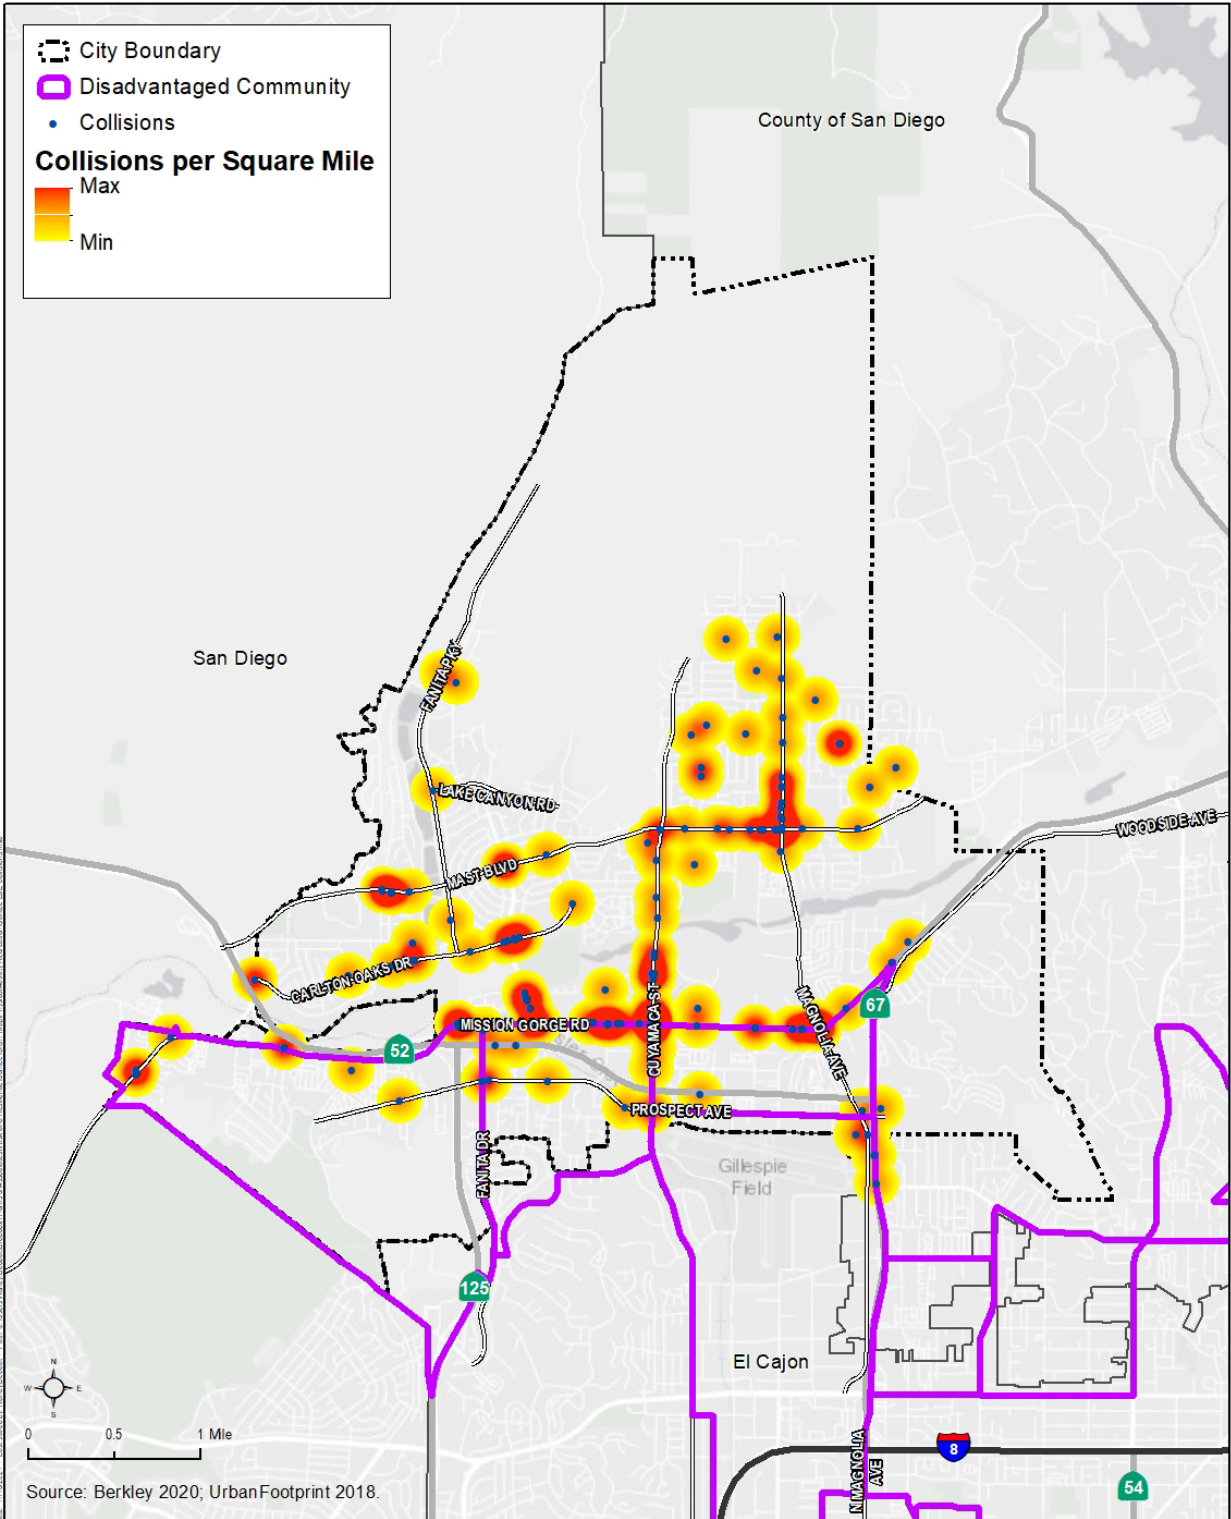 City Boundary
Disadvantaged Community
Collisions
Collisions per Square Mile
Max
Min
County of San Diego
San Diego
FANITA PKY
LAKE CANYON RD
WOODSIDE AVE
MAST BLVD
CARLTON OAKS DR
MISSION GORGE RD
CUYAMACA ST
MAGNOLIA AVE
67
52
PROSPECT AVE
FANITA DR
Gillespie
Field
125
El Cajon
N
W E
S
0 0.5 1 Mile
N MAGNOLIA
AVE
8
54
Source: Berkley 2020; UrbanFootprint 2018.